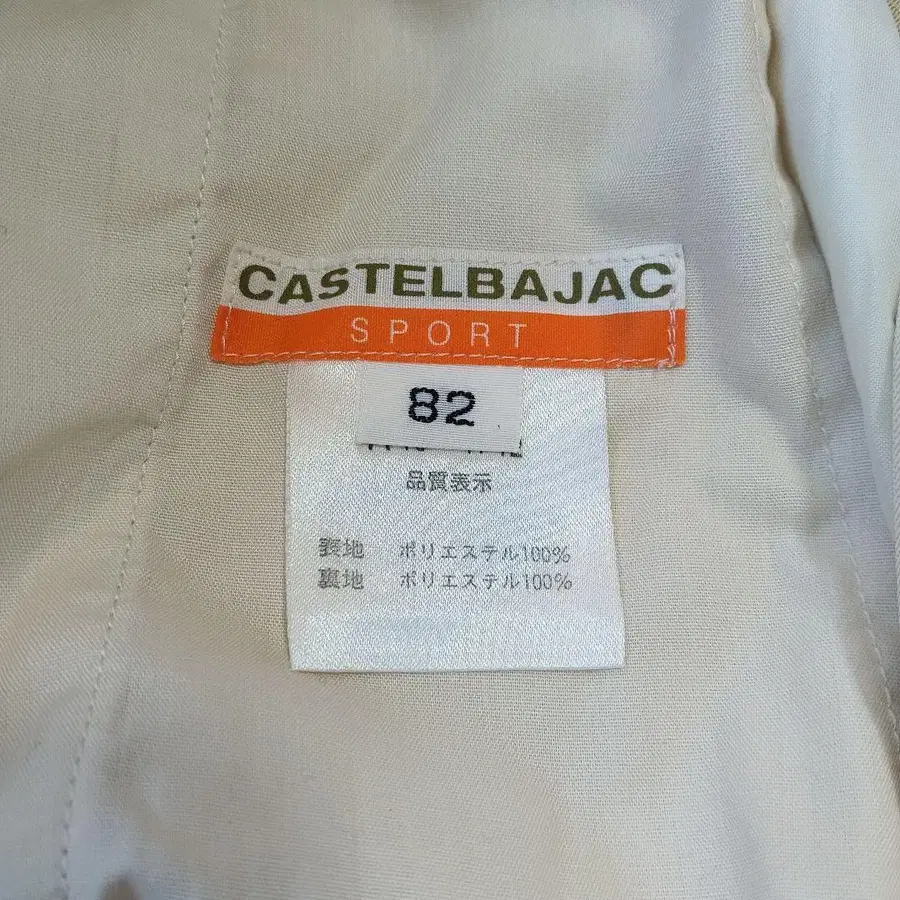 CASTELBAJAC
SPORT
82
品質表示
表地 ポリエステル100%
裏地 ポリエステル100%